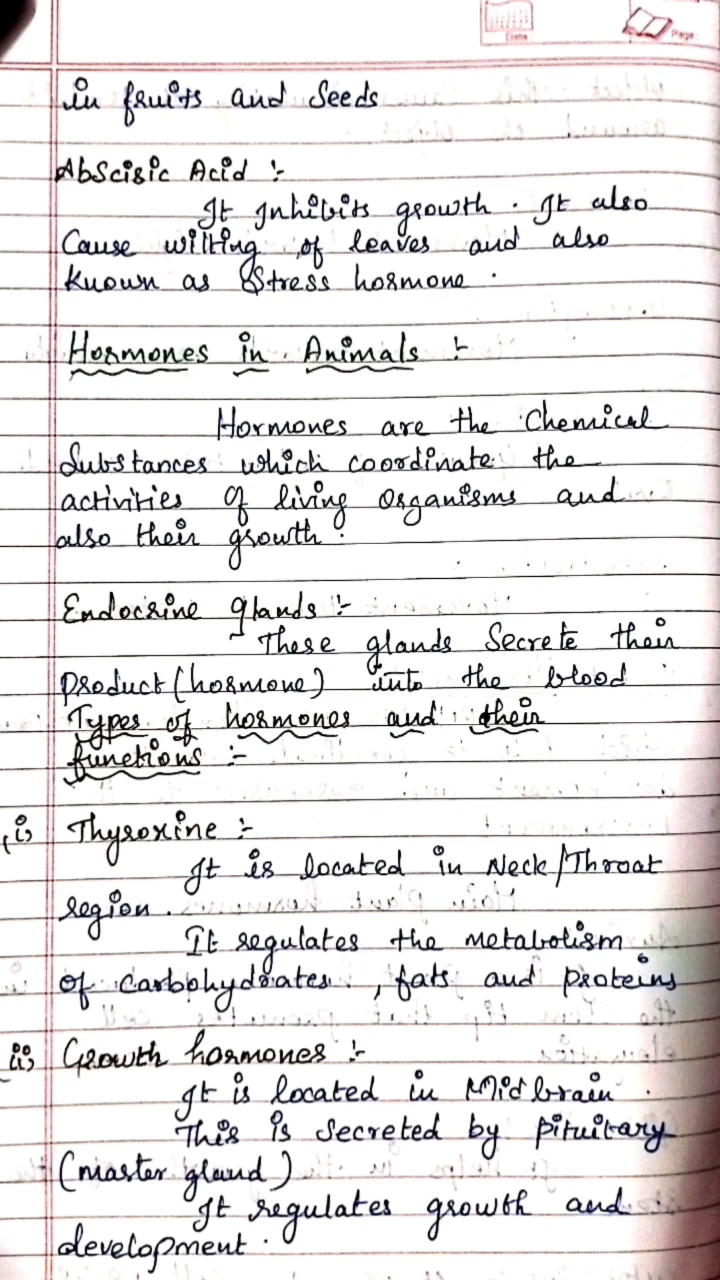 Date
Page
in fruits and Seeds
Abscisic Acid :-
It Inhibits growth. It also
Cause wilting of leaves and also
Known as Stress hormone.
Hormones in Animals :-
Hormones are the Chemical
Substances which coordinate the
activities of living Organisms and
also their growth.
Endocrine glands :-
These glands Secrete their
product (hormone) into the blood.
Types of hormones and their
functions :-
i) Thyroxine :-
It is located in Neck/Throat
region.
It regulates the metabolism
of carbohydrates, fats and proteins
ii) Growth hormones :-
It is located in Midbrain.
This is Secreted by pituitary
(master gland)
It regulates growth and
development.